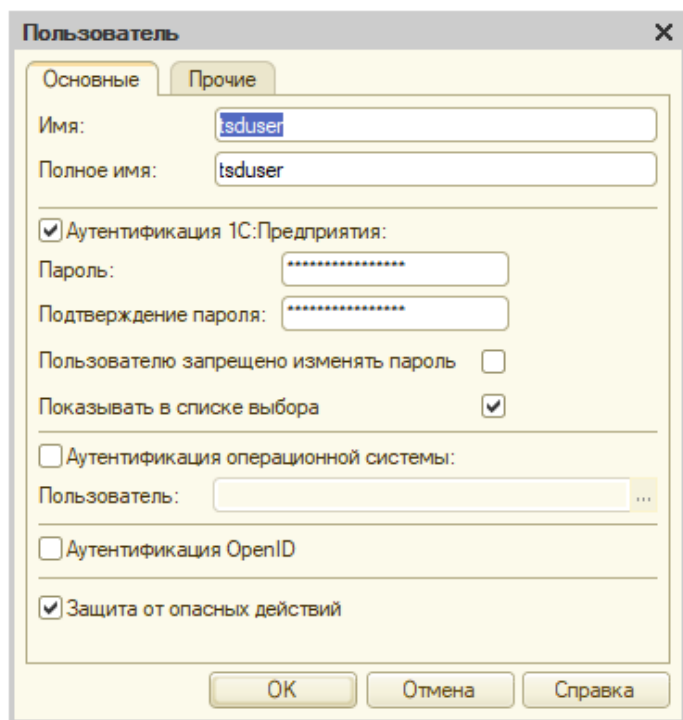 Пользователь
Основные Прочие
Имя: tsduser
Полное имя: tsduser
Аутентификация 1С:Предприятия:
Пароль: ****************
Подтверждение пароля: ****************
Пользователю запрещено изменять пароль
Показывать в списке выбора
Аутентификация операционной системы:
Пользователь: ...
Аутентификация OpenID
Защита от опасных действий
OK Отмена Справка